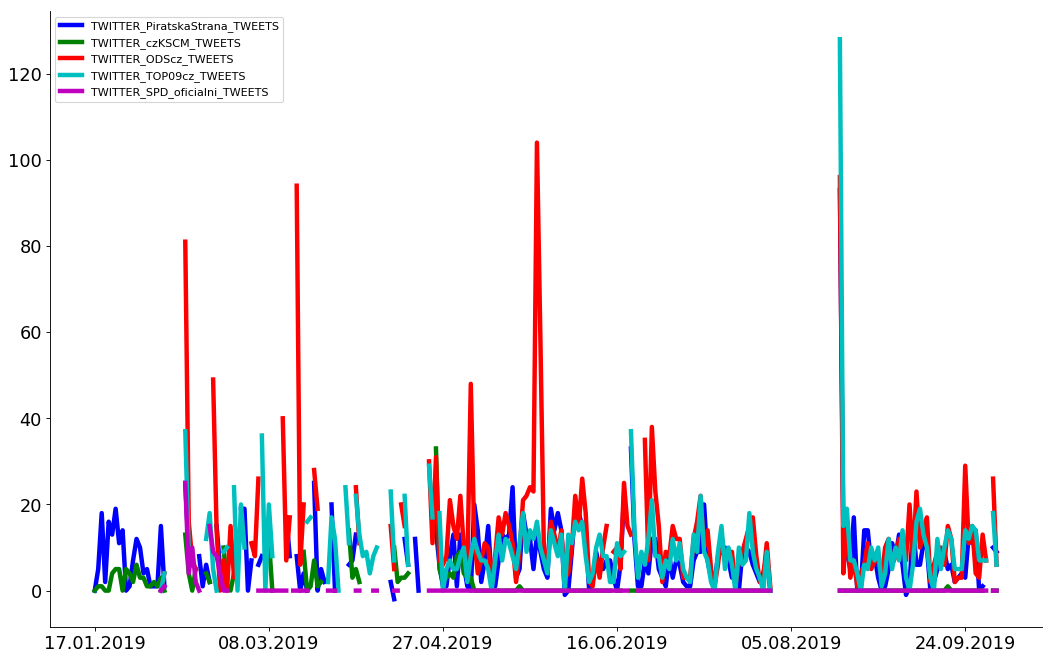 TWITTER_PiratskaStrana_TWEETS
TWITTER_czKSCM_TWEETS
TWITTER_ODScz_TWEETS
TWITTER_TOP09cz_TWEETS
TWITTER_SPD_oficialni_TWEETS
120
100
80
60
40
20
0
17.01.2019 08.03.2019 27.04.2019 16.06.2019 05.08.2019 24.09.2019